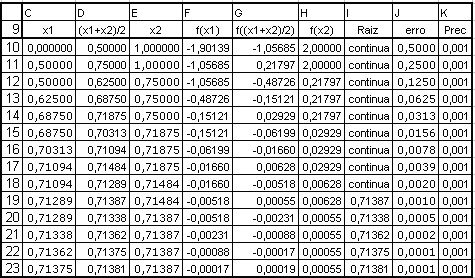 C D E F G H I J K
9 x1 (x1+x2)/2) x2 f(x1) f((x1+x2)/2) f(x2) Raiz erro Prec
10 0,000000 0,50000 1,000000 -1,90139 -1,05685 2,00000 continua 0,5000 0,001
11 0,50000 0,75000 1,00000 -1,05685 0,21797 2,00000 continua 0,2500 0,001
12 0,50000 0,62500 0,75000 -1,05685 -0,48726 0,21797 continua 0,1250 0,001
13 0,62500 0,68750 0,75000 -0,48726 -0,15121 0,21797 continua 0,0625 0,001
14 0,68750 0,71875 0,75000 -0,15121 0,02929 0,21797 continua 0,0313 0,001
15 0,68750 0,70313 0,71875 -0,15121 -0,06199 0,02929 continua 0,0156 0,001
16 0,70313 0,71094 0,71875 -0,06199 -0,01660 0,02929 continua 0,0078 0,001
17 0,71094 0,71484 0,71875 -0,01660 0,00628 0,02929 continua 0,0039 0,001
18 0,71094 0,71289 0,71484 -0,01660 -0,00518 0,00628 continua 0,0020 0,001
19 0,71289 0,71387 0,71484 -0,00518 0,00055 0,00628 0,71387 0,0010 0,001
20 0,71289 0,71338 0,71387 -0,00518 -0,00231 0,00055 0,71338 0,0005 0,001
21 0,71338 0,71362 0,71387 -0,00231 -0,00088 0,00055 0,71362 0,0002 0,001
22 0,71362 0,71375 0,71387 -0,00088 -0,00017 0,00055 0,71375 0,0001 0,001
23 0,71375 0,71381 0,71387 -0,00017 0,00019 0,00055 0,71381 0,0001 0,001